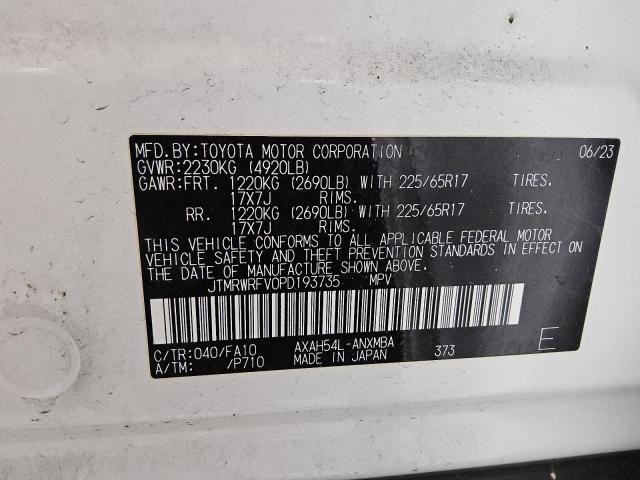 MFD.BY:TOYOTA MOTOR CORPORATION 06/23
GVWR:2230KG (4920LB)
GAWR:FRT. 1220KG (2690LB) WITH 225/65R17 TIRES.
17X7J RIMS.
RR. 1220KG (2690LB) WITH 225/65R17 TIRES.
17X7J RIMS.
THIS VEHICLE CONFORMS TO ALL APPLICABLE FEDERAL MOTOR
VEHICLE SAFETY AND THEFT PREVENTION STANDARDS IN EFFECT ON
THE DATE OF MANUFACTURE SHOWN ABOVE.
JTMRWRFV0PD193735 MPV
C/TR:040/FA10 AXAH54L-ANXMBA 373 E
A/TM: /P710 MADE IN JAPAN